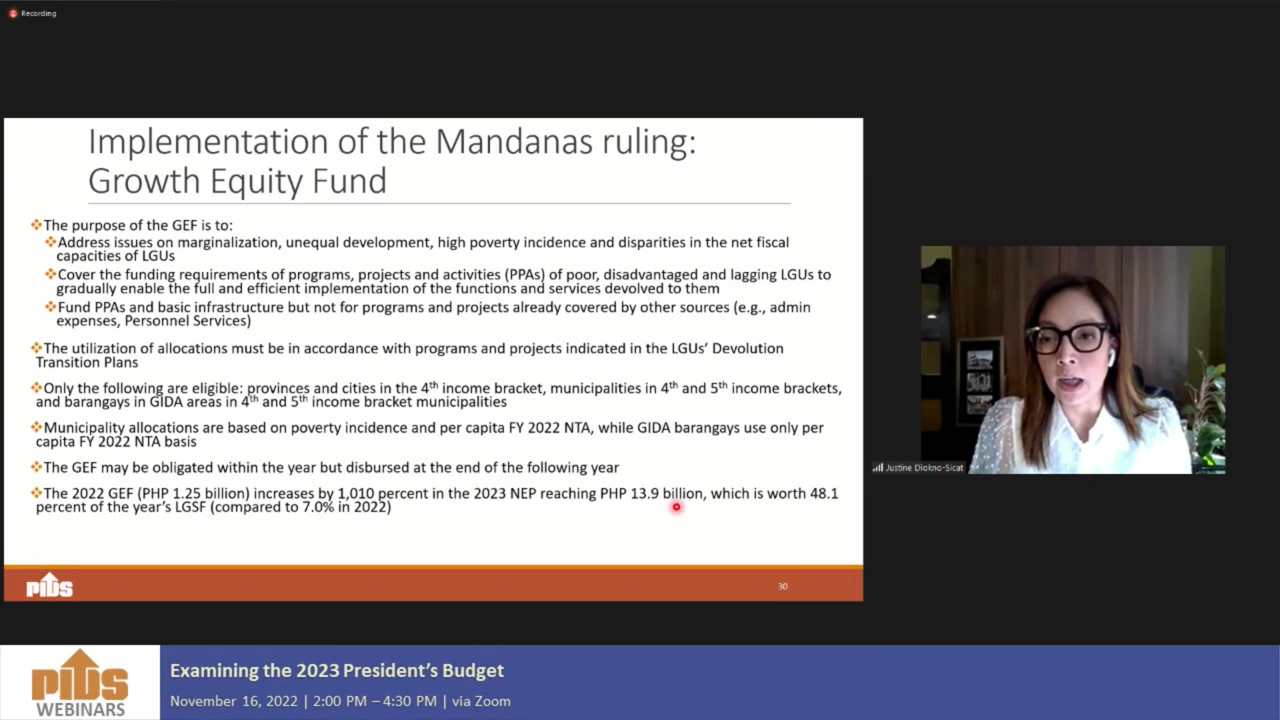 Recording
Implementation of the Mandanas ruling:
Growth Equity Fund
The purpose of the GEF is to:
Address issues on marginalization, unequal development, high poverty incidence and disparities in the net fiscal
capacities of LGUs
Cover the funding requirements of programs, projects and activities (PPAs) of poor, disadvantaged and lagging LGUs to
gradually enable the full and efficient implementation of the functions and services devolved to them
Fund PPAs and basic infrastructure but not for programs and projects already covered by other sources (e.g., admin
expenses, Personnel Services)
The utilization of allocations must be in accordance with programs and projects indicated in the LGUs’ Devolution
Transition Plans
Only the following are eligible: provinces and cities in the 4th income bracket, municipalities in 4th and 5th income brackets,
and barangays in GIDA areas in 4th and 5th income bracket municipalities
Municipality allocations are based on poverty incidence and per capita FY 2022 NTA, while GIDA barangays use only per
capita FY 2022 NTA basis
The GEF may be obligated within the year but disbursed at the end of the following year
The 2022 GEF (PHP 1.25 billion) increases by 1,010 percent in the 2023 NEP reaching PHP 13.9 billion, which is worth 48.1
percent of the year’s LGSF (compared to 7.0% in 2022)
PIDS
30
Justine Diokno-Sicat
PIDS
WEBINARS
Examining the 2023 President’s Budget
November 16, 2022 | 2:00 PM – 4:30 PM | via Zoom